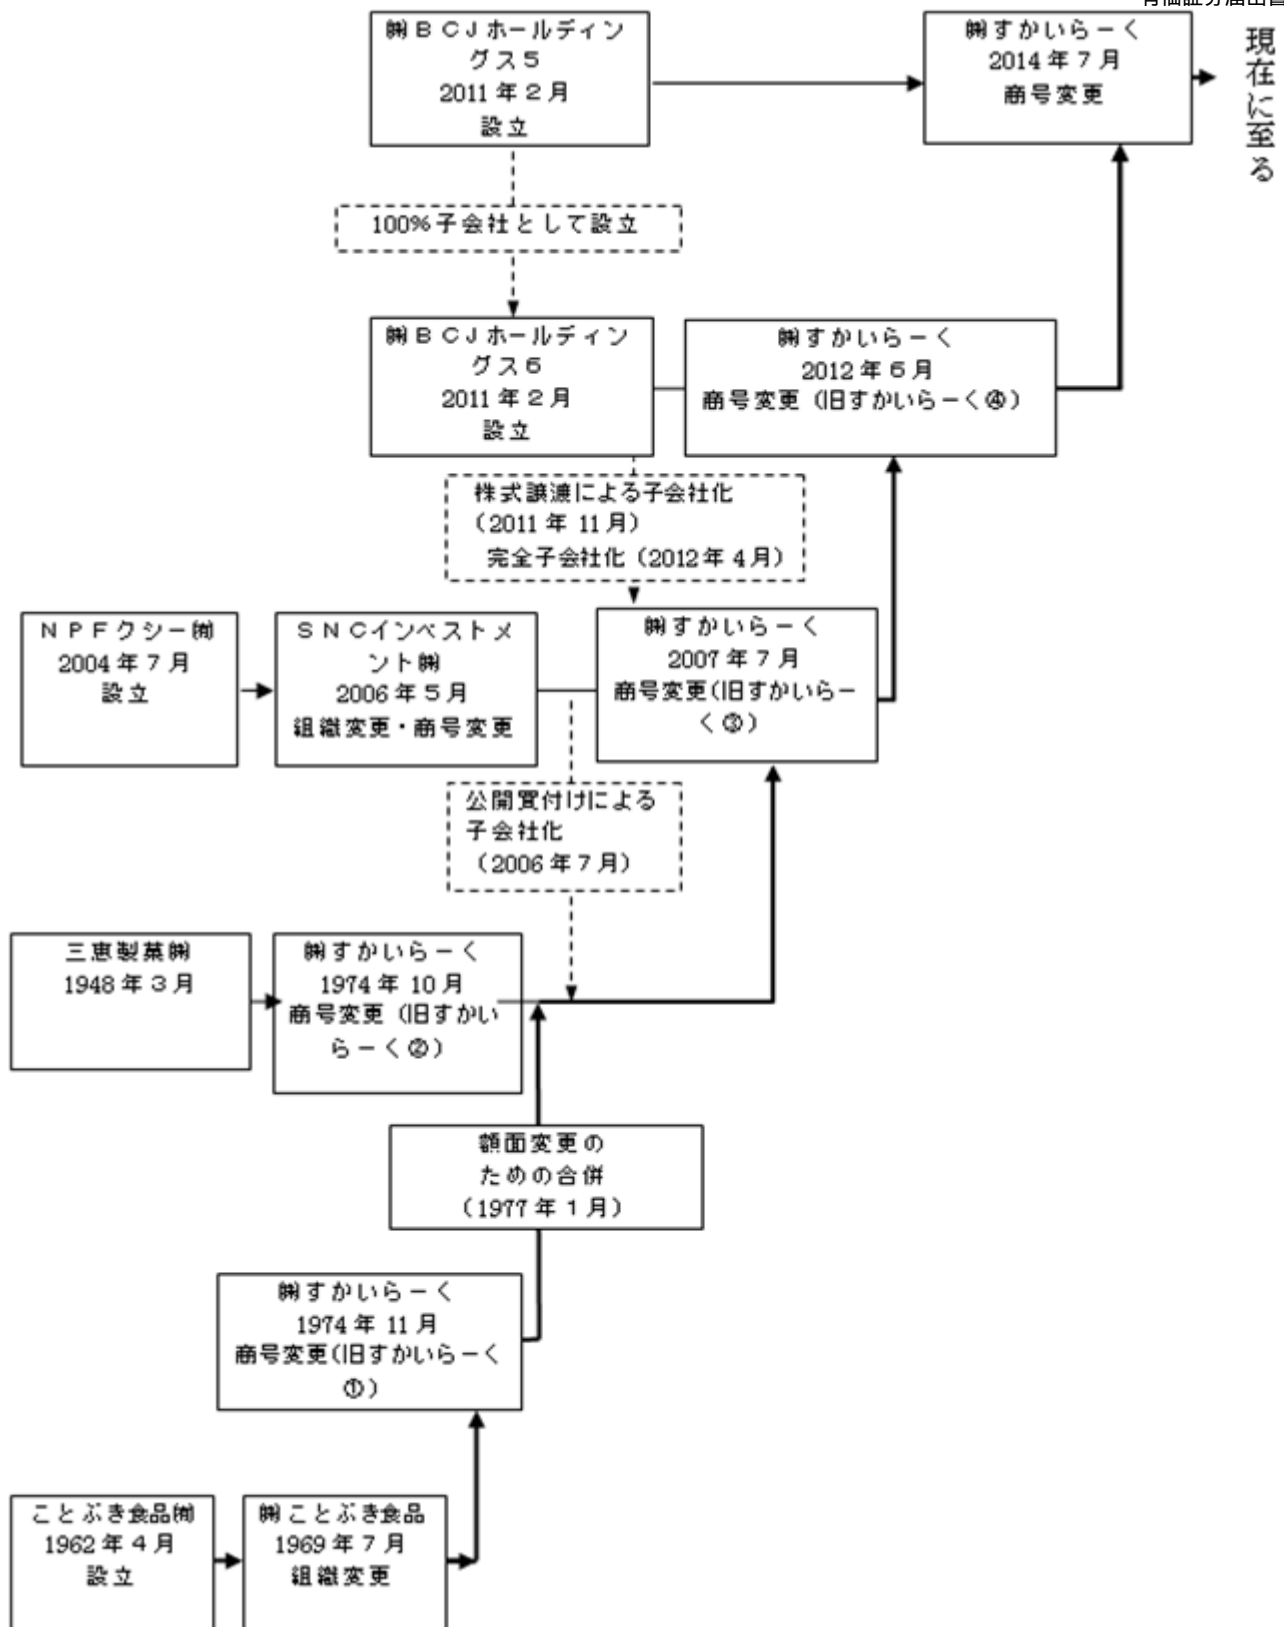 ㈱ＢＣＪホールディン
グス５
2011年２月
設立
㈱すかいらーく
2014年７月
商号変更
現在に至る
100％子会社として設立
㈱ＢＣＪホールディン
グス６
2011年２月
設立
㈱すかいらーく
2012年６月
商号変更（旧すかいらーく④）
株式譲渡による子会社化
（2011年11月）
完全子会社化（2012年４月）
ＮＰＦクシー㈲
2004年７月
設立
ＳＮＣインベストメ
ント㈱
2006年５月
組織変更・商号変更
㈱すかいらーく
2007年７月
商号変更（旧すかいらー
く③）
公開買付けによる
子会社化
（2006年７月）
三恵製菓㈱
1948年３月
㈱すかいらーく
1974年10月
商号変更（旧すかい
らーく②）
額面変更の
ための合併
（1977年１月）
㈱すかいらーく
1974年11月
商号変更（旧すかいらーく
①）
ことぶき食品㈲
1962年４月
設立
㈱ことぶき食品
1969年７月
組織変更